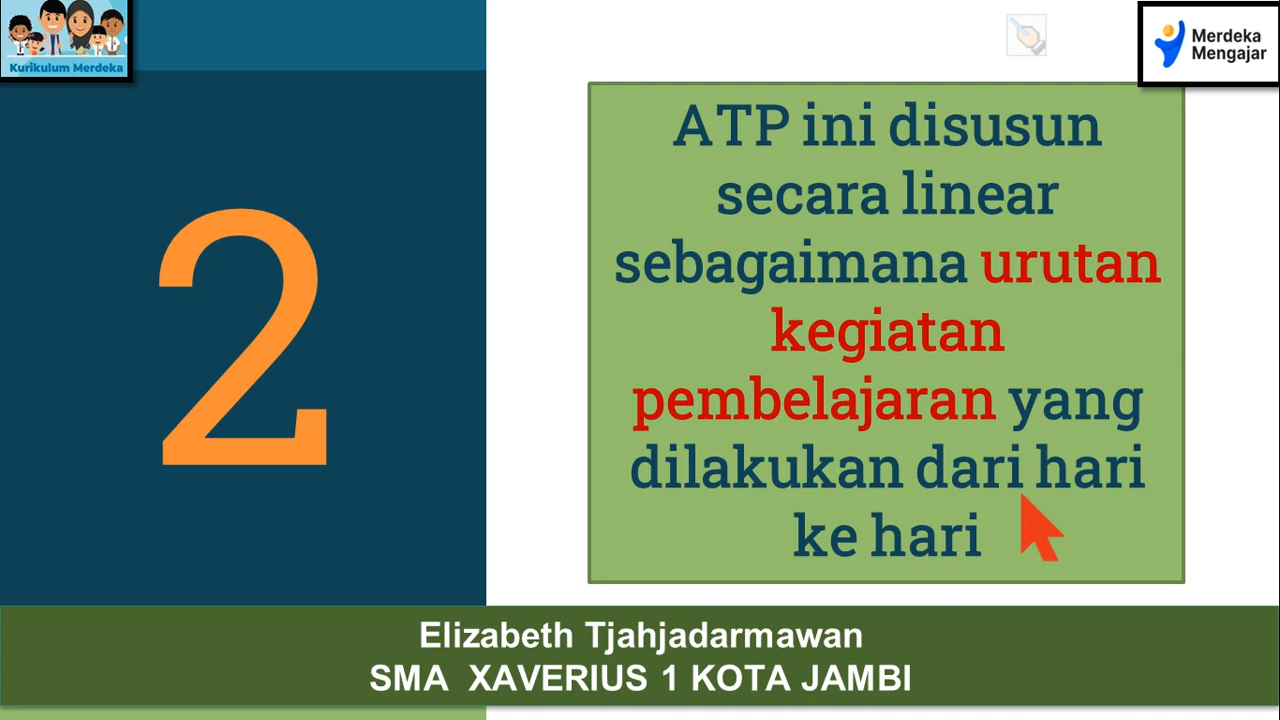 Kurikulum Merdeka
Merdeka
Mengajar
2
ATP ini disusun
secara linear
sebagaimana urutan
kegiatan
pembelajaran yang
dilakukan dari hari
ke hari
Elizabeth Tjahjadarmawan
SMA XAVERIUS 1 KOTA JAMBI